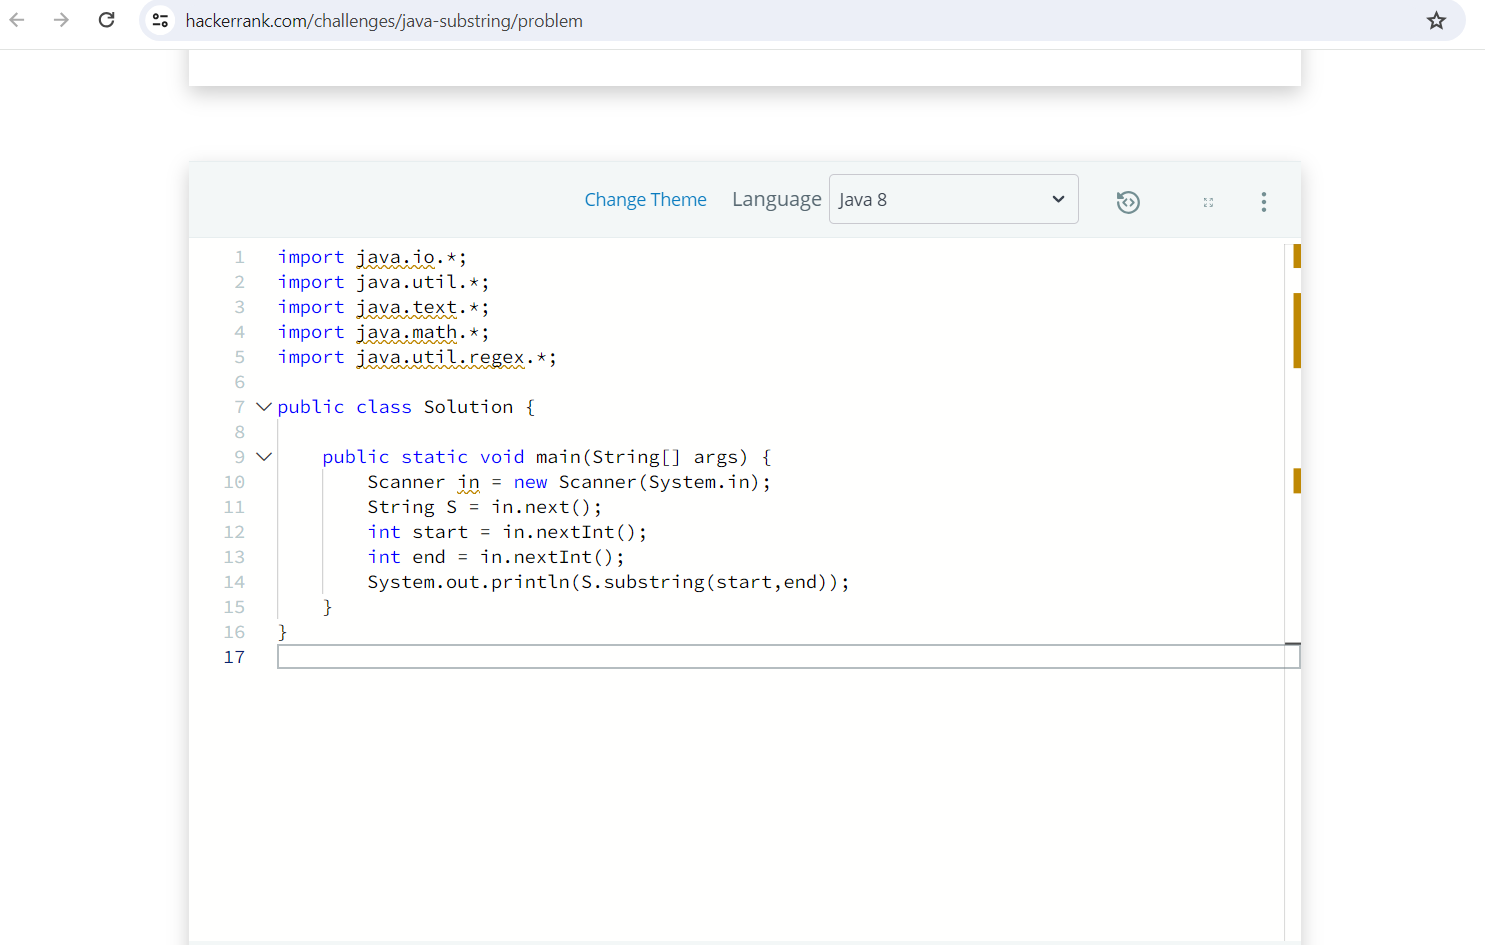 hackerrank.com/challenges/java-substring/problem
Change Theme Language Java 8
1 import java.io.*;
2 import java.util.*;
3 import java.text.*;
4 import java.math.*;
5 import java.util.regex.*;
6
7 public class Solution {
8
9     public static void main(String[] args) {
10         Scanner in = new Scanner(System.in);
11         String S = in.next();
12         int start = in.nextInt();
13         int end = in.nextInt();
14         System.out.println(S.substring(start,end));
15     }
16 }
17